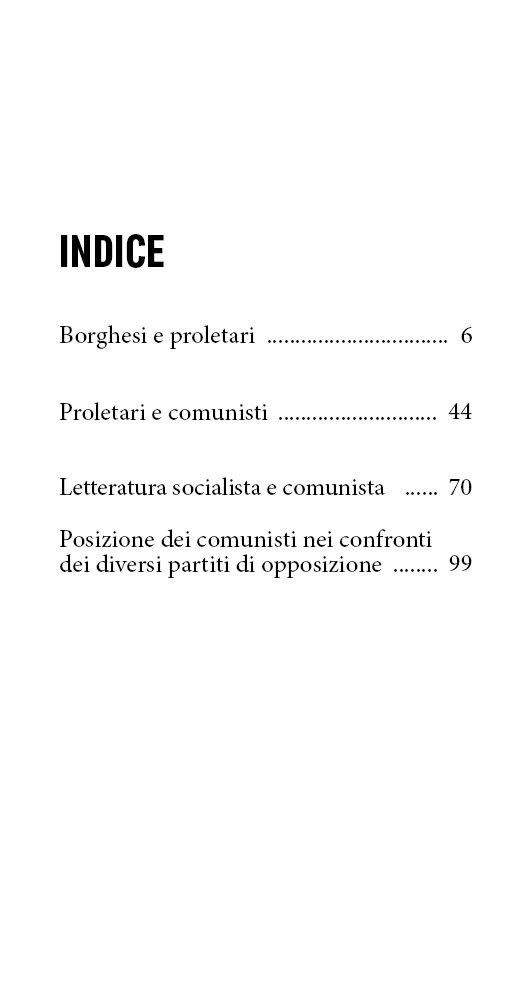 INDICE
Borghesi e proletari ................................ 6
Proletari e comunisti ............................ 44
Letteratura socialista e comunista ...... 70
Posizione dei comunisti nei confronti
dei diversi partiti di opposizione ........ 99